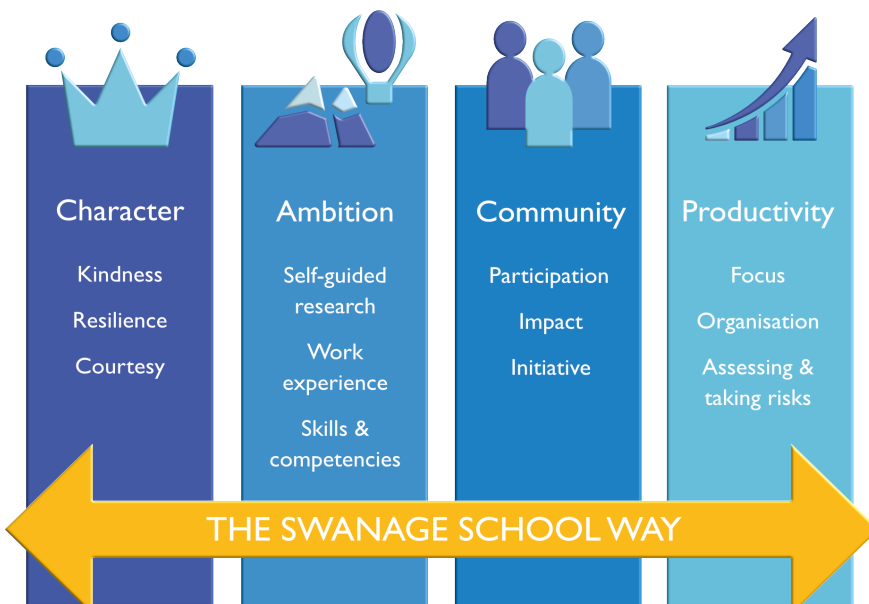 Character
Kindness
Resilience
Courtesy
Ambition
Self-guided
research
Work
experience
Skills &
competencies
Community
Participation
Impact
Initiative
Productivity
Focus
Organisation
Assessing &
taking risks
THE SWANAGE SCHOOL WAY